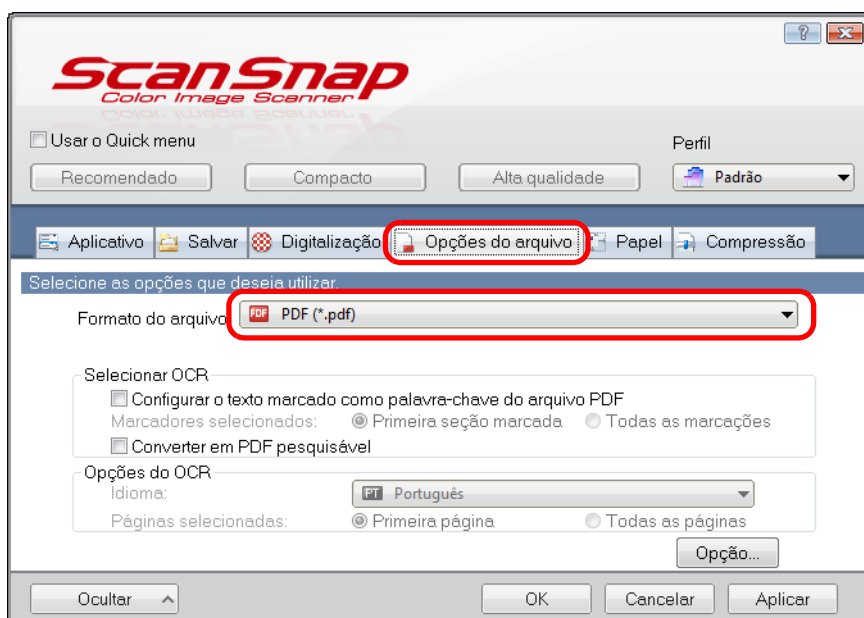 ScanSnap
Color Image Scanner
Usar o Quick menu
Perfil
Recomendado Compacto Alta qualidade Padrão
Aplicativo Salvar Digitalização Opções do arquivo Papel Compressão
Selecione as opções que deseja utilizar.
Formato do arquivo PDF (*.pdf)
Selecionar OCR
Configurar o texto marcado como palavra-chave do arquivo PDF
Marcadores selecionados: Primeira seção marcada Todas as marcações
Converter em PDF pesquisável
Opções do OCR
Idioma: PT Português
Páginas selecionadas: Primeira página Todas as páginas
Opção...
Ocultar OK Cancelar Aplicar